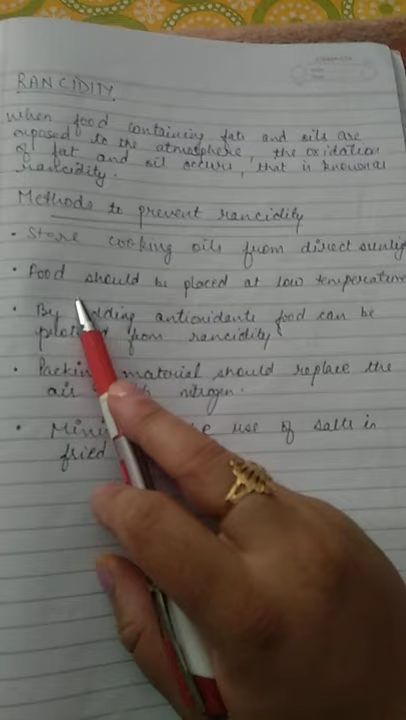 RANCIDITY
When food containing fats and oils are
exposed to the atmosphere, the oxidation
of fat and oil occurs, that is known as
rancidity.
Methods to prevent rancidity
• Store cooking oils from direct sunlig
• Food should be placed at low temperature
• By adding antioxidants food can be
from rancidity
• Packing material should replace the
air nitrogen.
• use of salts in
fried